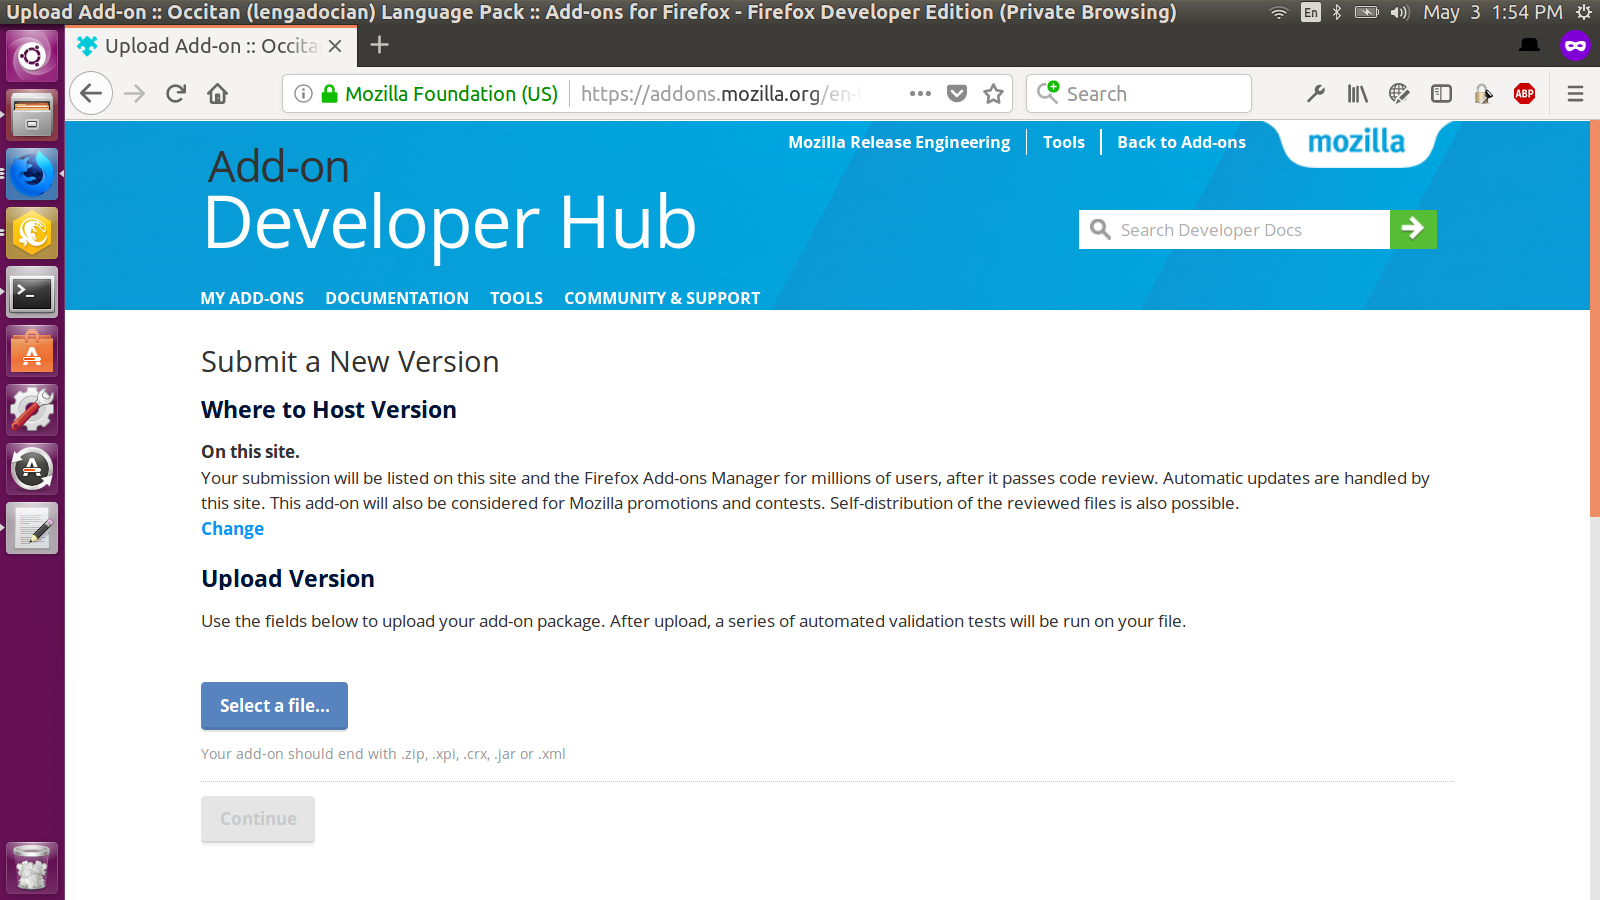 Upload Add-on :: Occitan (lengadocian) Language Pack :: Add-ons for Firefox - Firefox Developer Edition (Private Browsing)
En
May 3 1:54 PM
Upload Add-on :: Occita
Mozilla Foundation (US)
https://addons.mozilla.org/en-
Search
ABP
Mozilla Release Engineering
Tools
Back to Add-ons
mozilla
Add-on
Developer Hub
Search Developer Docs
MY ADD-ONS
DOCUMENTATION
TOOLS
COMMUNITY & SUPPORT
Submit a New Version
Where to Host Version
On this site.
Your submission will be listed on this site and the Firefox Add-ons Manager for millions of users, after it passes code review. Automatic updates are handled by
this site. This add-on will also be considered for Mozilla promotions and contests. Self-distribution of the reviewed files is also possible.
Change
Upload Version
Use the fields below to upload your add-on package. After upload, a series of automated validation tests will be run on your file.
Select a file...
Your add-on should end with .zip, .xpi, .crx, .jar or .xml
Continue